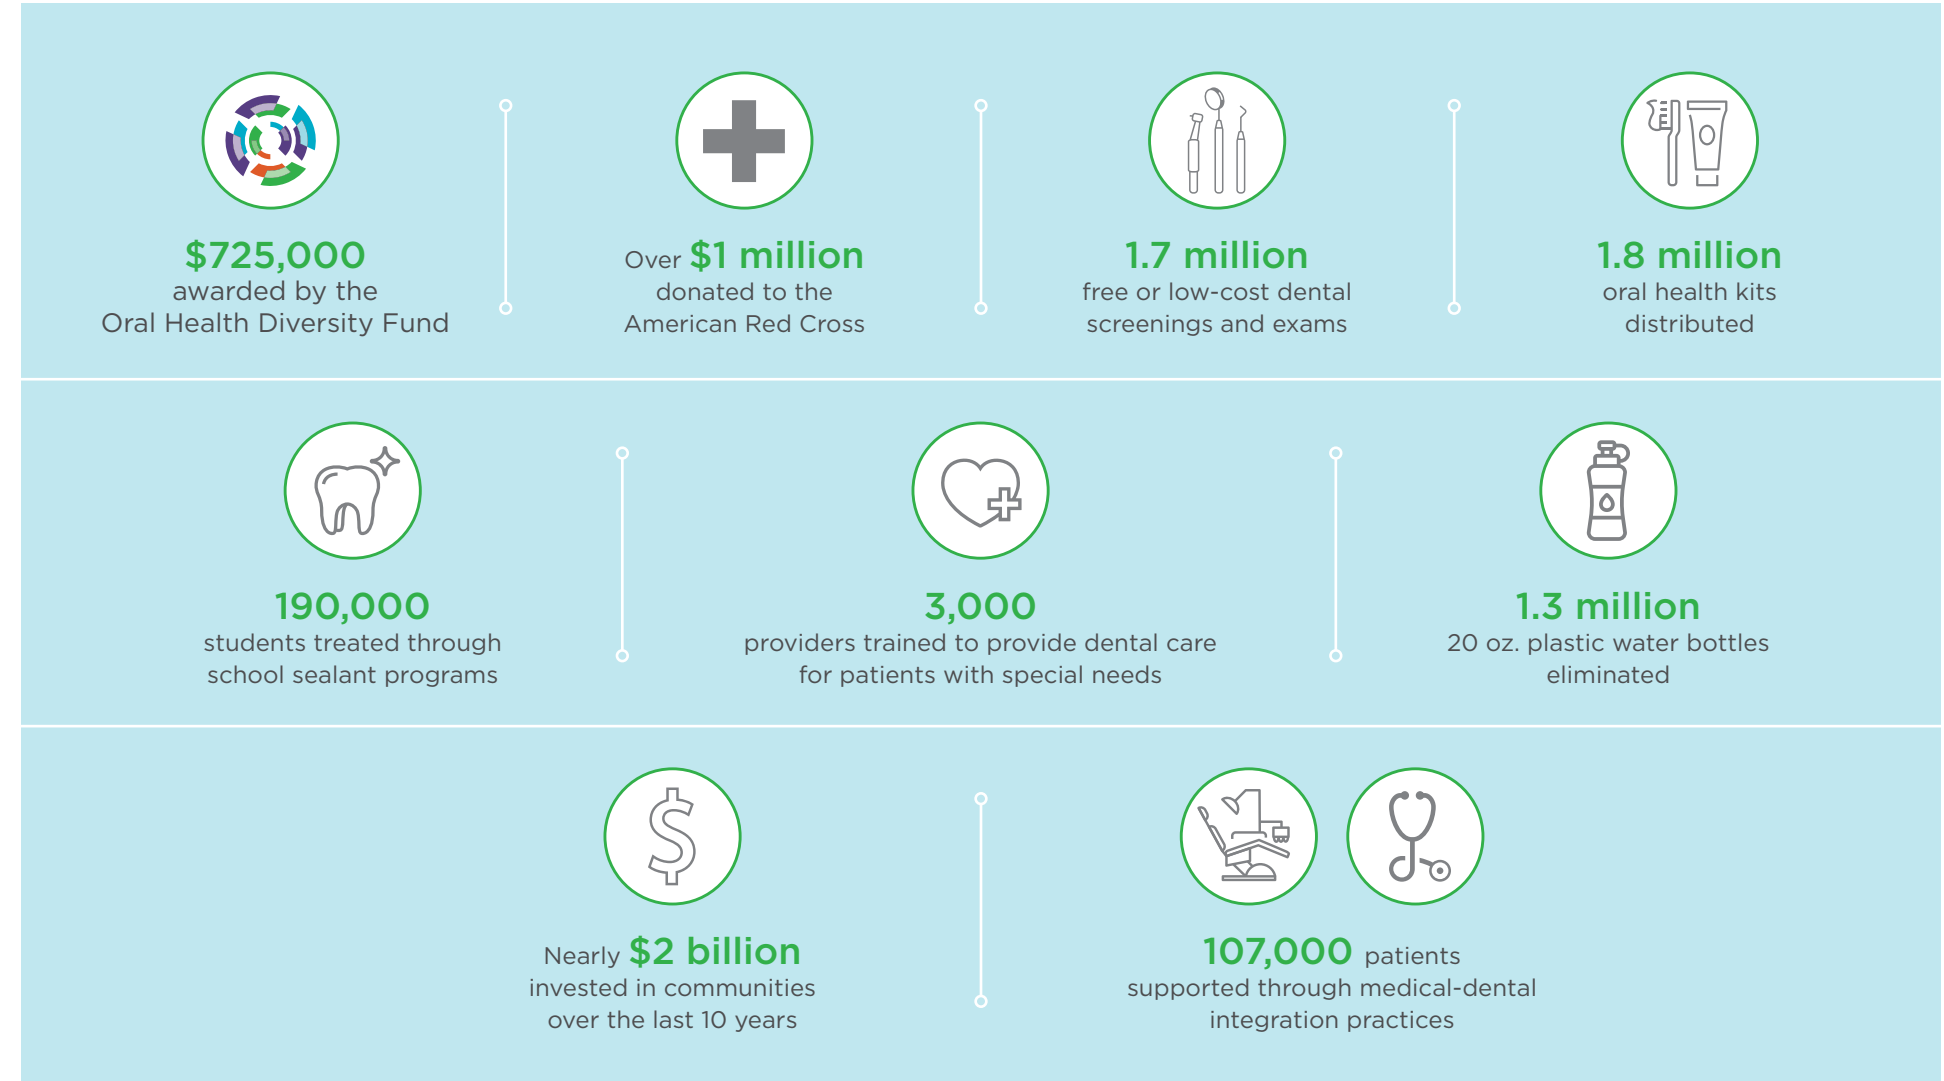 $725,000
awarded by the
Oral Health Diversity Fund
Over $1 million
donated to the
American Red Cross
1.7 million
free or low-cost dental
screenings and exams
1.8 million
oral health kits
distributed
190,000
students treated through
school sealant programs
3,000
providers trained to provide dental care
for patients with special needs
1.3 million
20 oz. plastic water bottles
eliminated
Nearly $2 billion
invested in communities
over the last 10 years
107,000 patients
supported through medical-dental
integration practices